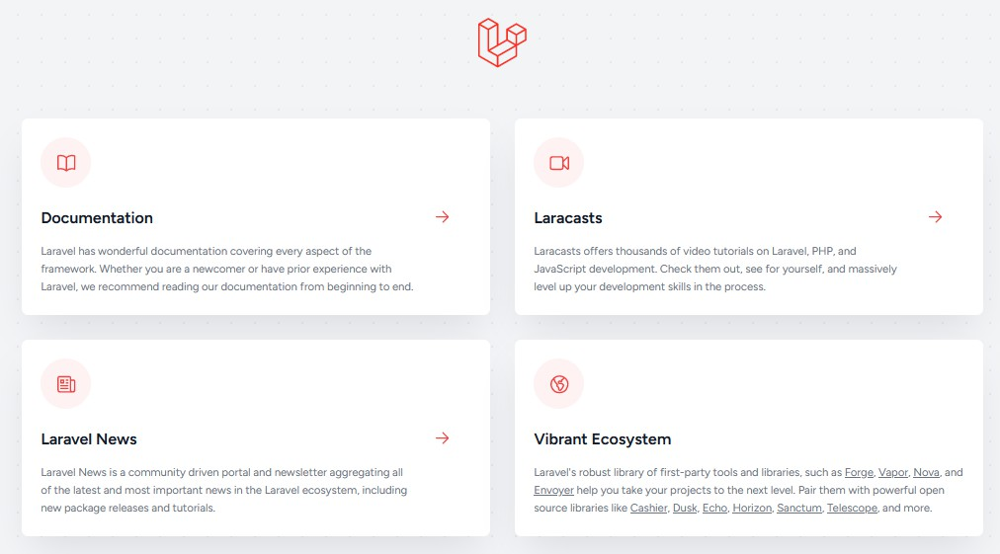 Documentation
Laravel has wonderful documentation covering every aspect of the
framework. Whether you are a newcomer or have prior experience with
Laravel, we recommend reading our documentation from beginning to end.
Laracasts
Laracasts offers thousands of video tutorials on Laravel, PHP, and
JavaScript development. Check them out, see for yourself, and massively
level up your development skills in the process.
Laravel News
Laravel News is a community driven portal and newsletter aggregating all
of the latest and most important news in the Laravel ecosystem, including
new package releases and tutorials.
Vibrant Ecosystem
Laravel's robust library of first-party tools and libraries, such as Forge, Vapor, Nova, and
Envoyer help you take your projects to the next level. Pair them with powerful open
source libraries like Cashier, Dusk, Echo, Horizon, Sanctum, Telescope, and more.